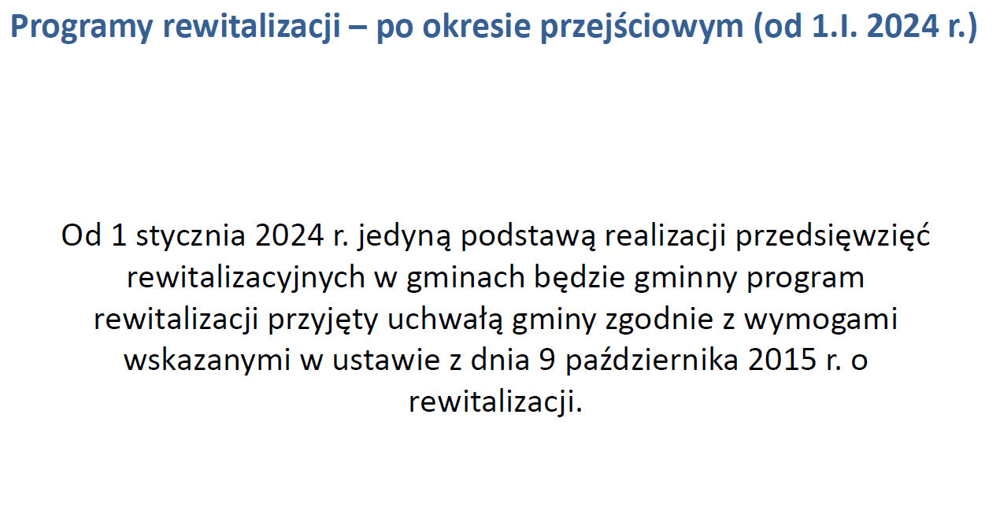 Programy rewitalizacji – po okresie przejściowym (od 1.I. 2024 r.)
Od 1 stycznia 2024 r. jedyną podstawą realizacji przedsięwzięć
rewitalizacyjnych w gminach będzie gminny program
rewitalizacji przyjęty uchwałą gminy zgodnie z wymogami
wskazanymi w ustawie z dnia 9 października 2015 r. o
rewitalizacji.